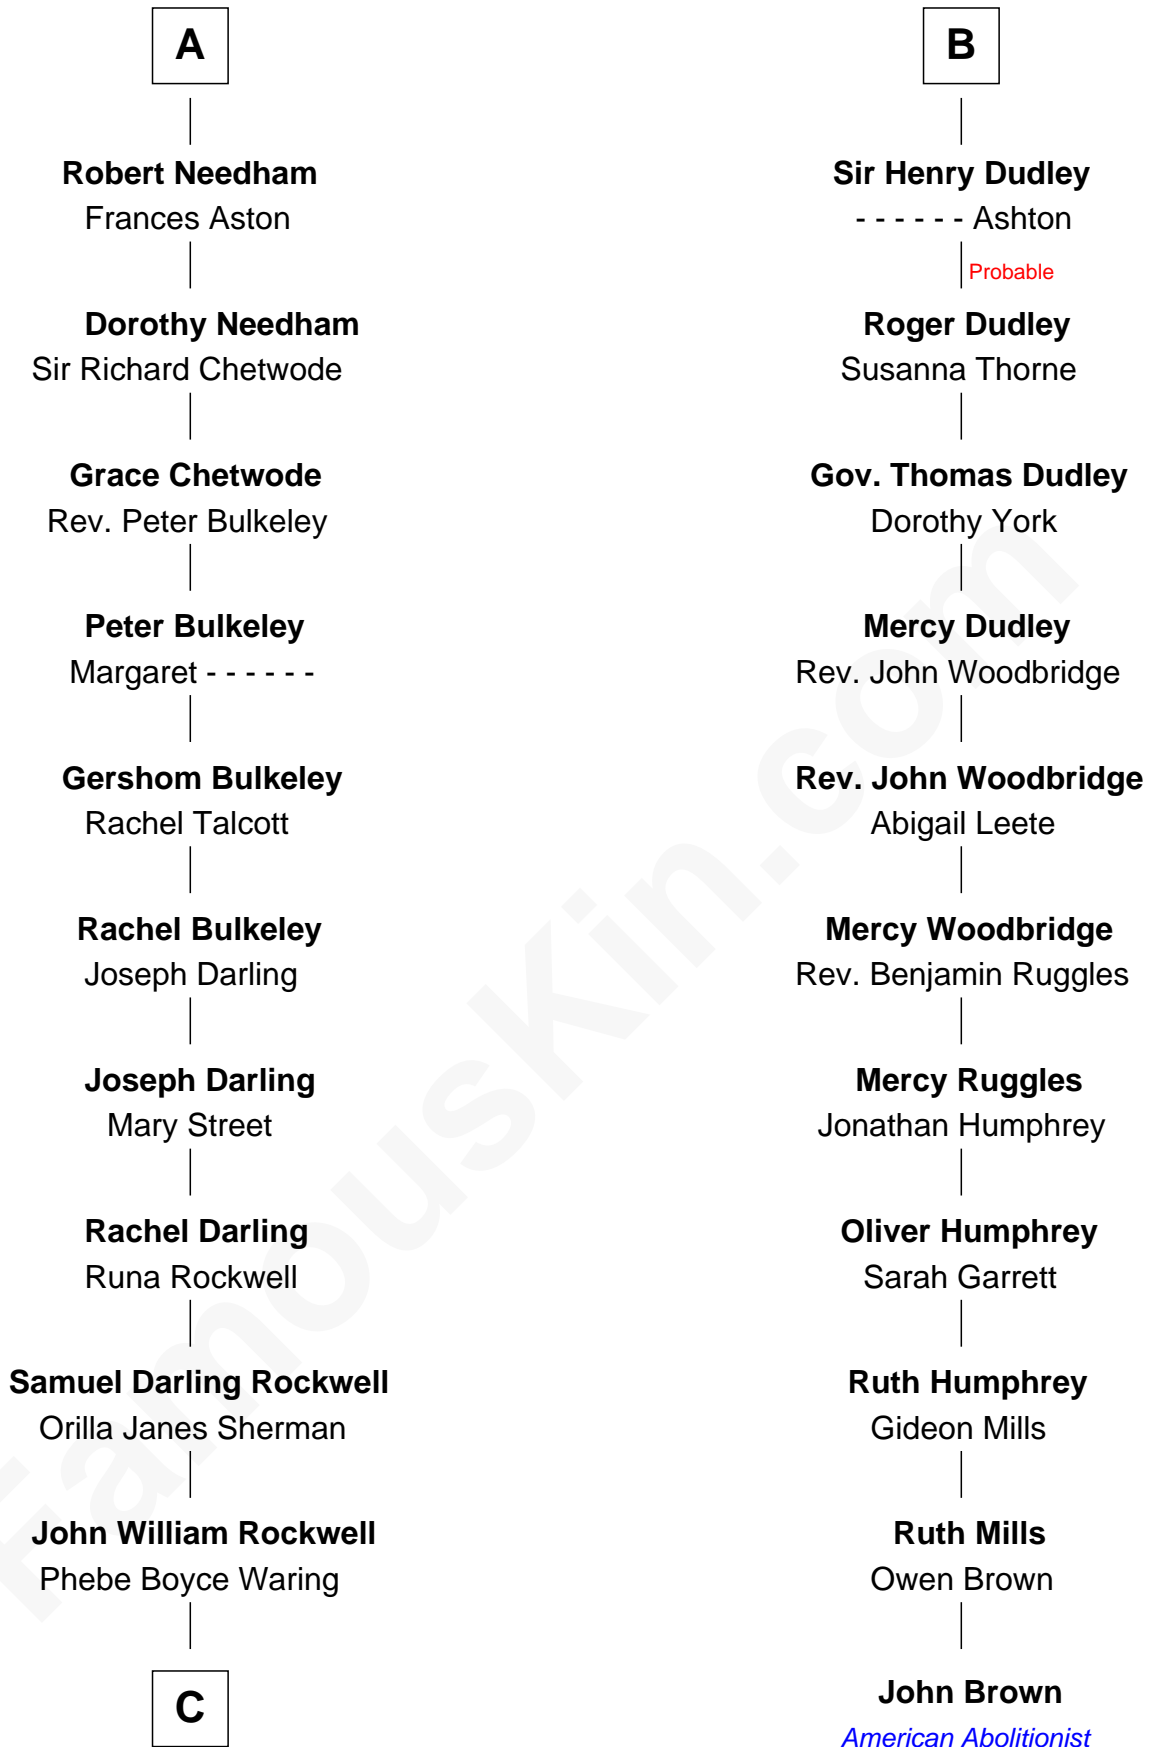 A
Robert Needham
Frances Aston
Dorothy Needham
Sir Richard Chetwode
Grace Chetwode
Rev. Peter Bulkeley
Peter Bulkeley
Margaret - - - - - -
Gershom Bulkeley
Rachel Talcott
Rachel Bulkeley
Joseph Darling
Joseph Darling
Mary Street
Rachel Darling
Runa Rockwell
Samuel Darling Rockwell
Orilla Janes Sherman
John William Rockwell
Phebe Boyce Waring
C
B
Sir Henry Dudley
- - - - - - Ashton
Probable
Roger Dudley
Susanna Thorne
Gov. Thomas Dudley
Dorothy York
Mercy Dudley
Rev. John Woodbridge
Rev. John Woodbridge
Abigail Leete
Mercy Woodbridge
Rev. Benjamin Ruggles
Mercy Ruggles
Jonathan Humphrey
Oliver Humphrey
Sarah Garrett
Ruth Humphrey
Gideon Mills
Ruth Mills
Owen Brown
John Brown
American Abolitionist
FamousKin.com